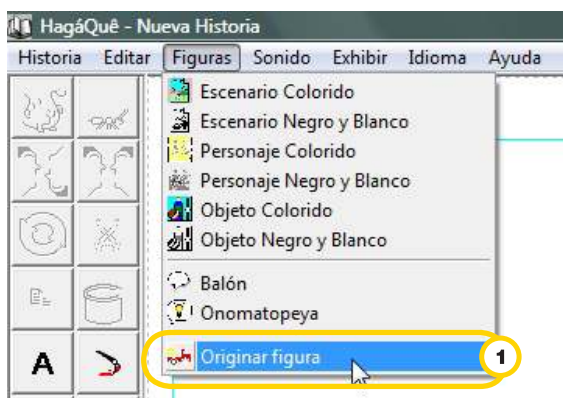 HagáQuê - Nueva Historia
Historia Editar Figuras Sonido Exhibir Idioma Ayuda
Escenario Colorido
Escenario Negro y Blanco
Personaje Colorido
Personaje Negro y Blanco
Objeto Colorido
Objeto Negro y Blanco
Balón
Onomatopeya
Originar figura
1
A